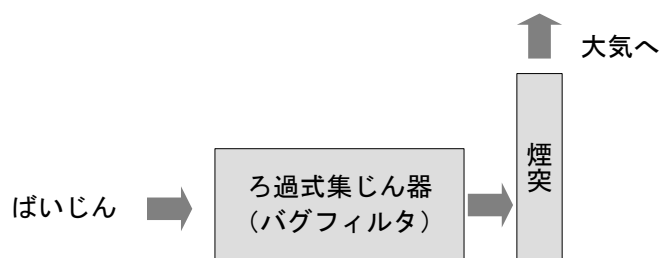 大気へ
煙突
ろ過式集じん器
（バグフィルタ）
ばいじん